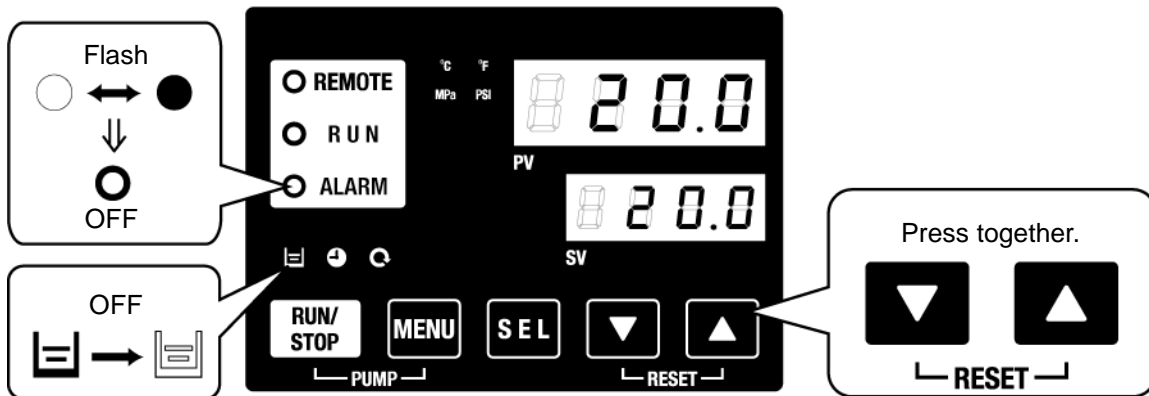 Flash
OFF
REMOTE
RUN
ALARM
°C °F
MPa PSI
20.0
PV
20.0
SV
OFF
RUN/
STOP
MENU
SEL
PUMP
RESET
Press together.
RESET